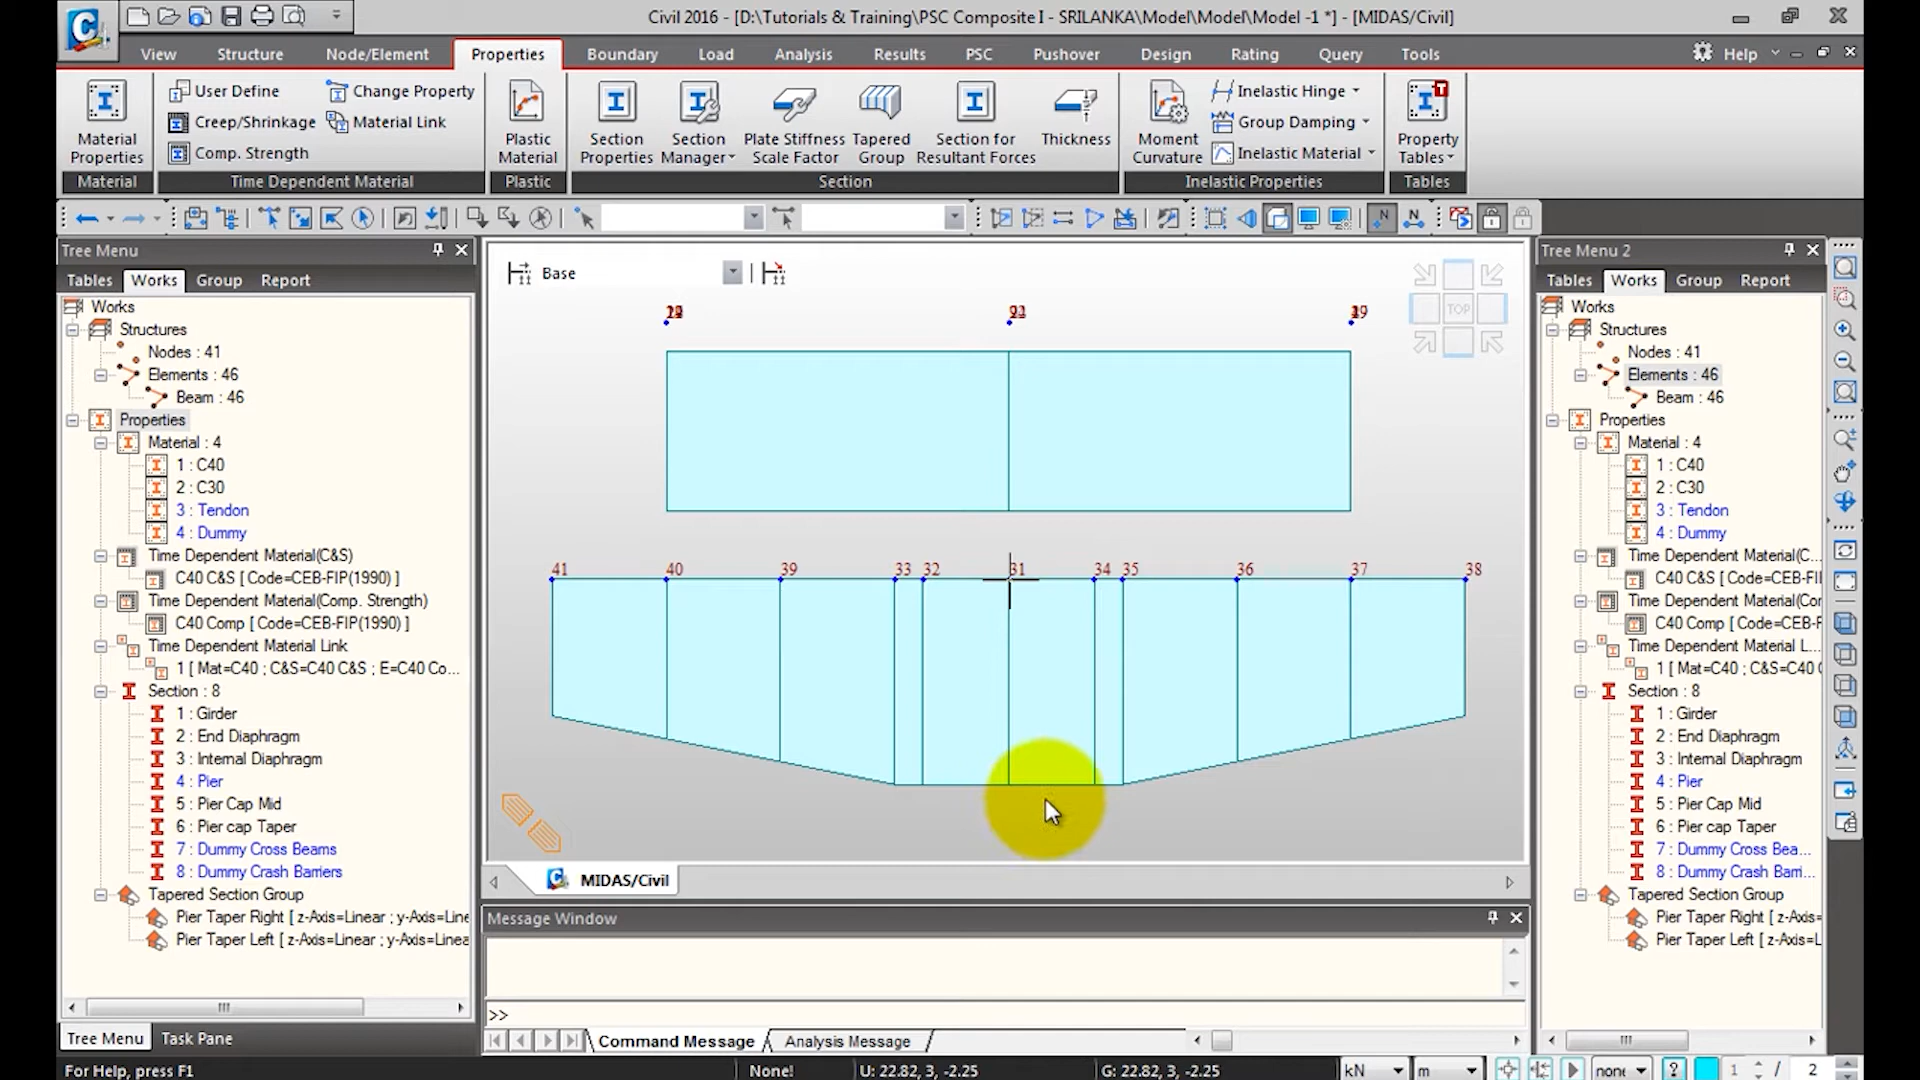 Civil 2016 - [D:\Tutorials & Training\PSC Composite I - SRILANKA\Model\Model\Model -1 *] - [MIDAS/Civil]
View Structure Node/Element Properties Boundary Load Analysis Results PSC Pushover Design Rating Query Tools Help
Material Properties
User Define
Creep/Shrinkage
Comp. Strength
Change Property
Material Link
Plastic Material
Section Properties
Section Manager
Plate Stiffness Scale Factor
Tapered Group
Section for Resultant Forces
Thickness
Moment Curvature
Inelastic Hinge
Group Damping
Inelastic Material
Property Tables
Material Time Dependent Material Plastic Section Inelastic Properties Tables
Tree Menu
Tables Works Group Report
Works
Structures
Nodes : 41
Elements : 46
Beam : 46
Properties
Material : 4
1 : C40
2 : C30
3 : Tendon
4 : Dummy
Time Dependent Material(C&S)
C40 C&S [ Code=CEB-FIP(1990) ]
Time Dependent Material(Comp. Strength)
C40 Comp [ Code=CEB-FIP(1990) ]
Time Dependent Material Link
1 [ Mat=C40 ; C&S=C40 C&S ; E=C40 Co...
Section : 8
1 : Girder
2 : End Diaphragm
3 : Internal Diaphragm
4 : Pier
5 : Pier Cap Mid
6 : Pier cap Taper
7 : Dummy Cross Beams
8 : Dummy Crash Barriers
Tapered Section Group
Pier Taper Right [ z-Axis=Linear ; y-Axis=Line
Pier Taper Left [ z-Axis=Linear ; y-Axis=Linea
Tree Menu Task Pane
Base
TOP
41 40 39 33 32 31 34 35 36 37 38
MIDAS/Civil
Message Window
>>
Command Message Analysis Message
Tree Menu 2
Tables Works Group Report
Works
Structures
Nodes : 41
Elements : 46
Beam : 46
Properties
Material : 4
1 : C40
2 : C30
3 : Tendon
4 : Dummy
Time Dependent Material(C...
C40 C&S [ Code=CEB-FI
Time Dependent Material(Cor
C40 Comp [ Code=CEB-F
Time Dependent Material L...
1 [ Mat=C40 ; C&S=C40 C
Section : 8
1 : Girder
2 : End Diaphragm
3 : Internal Diaphragm
4 : Pier
5 : Pier Cap Mid
6 : Pier cap Taper
7 : Dummy Cross Bea...
8 : Dummy Crash Barri...
Tapered Section Group
Pier Taper Right [ z-Axis=
Pier Taper Left [ z-Axis=L
For Help, press F1 None! U: 22.82, 3, -2.25 G: 22.82, 3, -2.25 kN m none 1 / 2